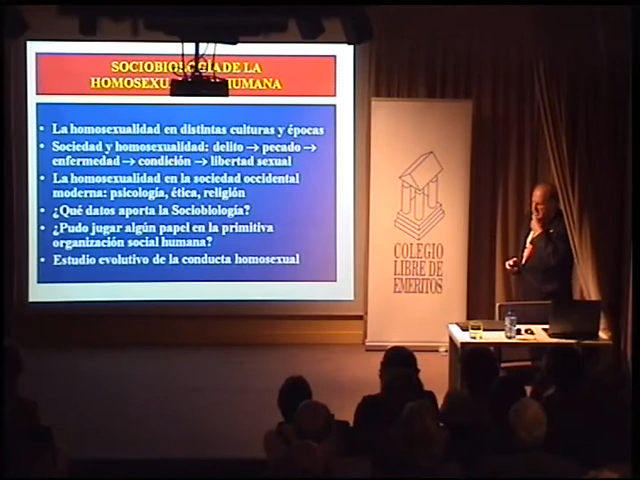 SOCIOBIOLOGÍA DE LA
HOMOSEXU HUMANA
• La homosexualidad en distintas culturas y épocas
• Sociedad y homosexualidad: delito → pecado →
enfermedad → condición → libertad sexual
• La homosexualidad en la sociedad occidental
moderna: psicología, ética, religión
• ¿Qué datos aporta la Sociobiología?
• ¿Pudo jugar algún papel en la primitiva
organización social humana?
• Estudio evolutivo de la conducta homosexual
COLEGIO
LIBRE DE
EMERITOS